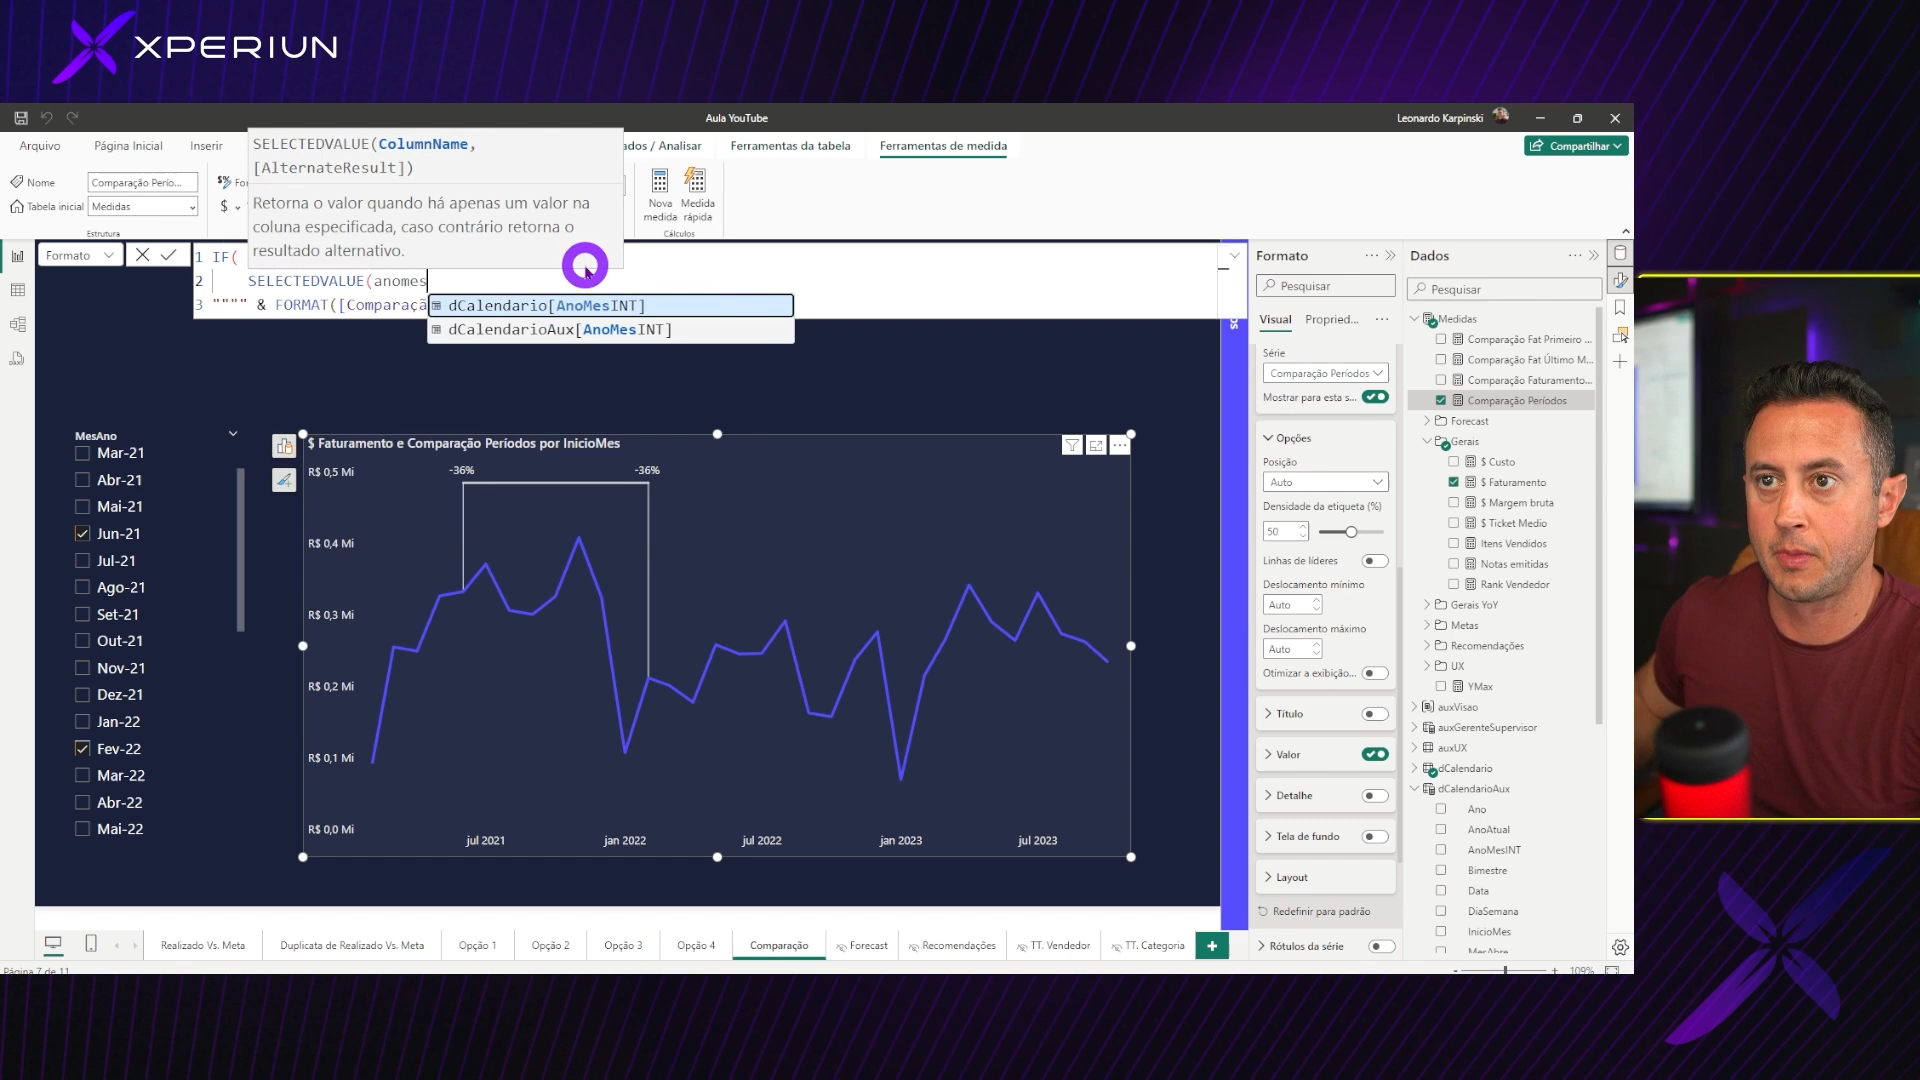 XPERIUN
Aula YouTube
Leonardo Karpinski
Arquivo
Página Inicial
Inserir
dos / Analisar
Ferramentas da tabela
Ferramentas de medida
Compartilhar
SELECTEDVALUE(ColumnName,
[AlternateResult])
Retorna o valor quando há apenas um valor na
coluna especificada, caso contrário retorna o
resultado alternativo.
Nome
Comparação Perío...
Tabela inicial
Medidas
Estrutura
$
Nova
medida
Medida
rápida
Cálculos
Formato
1 IF(
2 SELECTEDVALUE(anomes
3 """" & FORMAT([Comparaçã
dCalendario[AnoMesINT]
dCalendarioAux[AnoMesINT]
MesAno
Mar-21
Abr-21
Mai-21
Jun-21
Jul-21
Ago-21
Set-21
Out-21
Nov-21
Dez-21
Jan-22
Fev-22
Mar-22
Abr-22
Mai-22
$ Faturamento e Comparação Períodos por InicioMes
R$ 0,5 Mi
R$ 0,4 Mi
R$ 0,3 Mi
R$ 0,2 Mi
R$ 0,1 Mi
R$ 0,0 Mi
-36%
-36%
jul 2021
jan 2022
jul 2022
jan 2023
jul 2023
Formato
Pesquisar
Visual
Propried...
Série
Comparação Períodos
Mostrar para esta s...
Opções
Posição
Auto
Densidade da etiqueta (%)
50
Linhas de líderes
Deslocamento mínimo
Auto
Deslocamento máximo
Auto
Otimizar a exibição...
Título
Valor
Detalhe
Tela de fundo
Layout
Redefinir para padrão
Rótulos da série
Dados
Pesquisar
Medidas
Comparação Fat Primeiro ...
Comparação Fat Último M...
Comparação Faturamento...
Comparação Períodos
Forecast
Gerais
$ Custo
$ Faturamento
$ Margem bruta
$ Ticket Medio
Itens Vendidos
Notas emitidas
Rank Vendedor
Gerais YoY
Metas
Recomendações
UX
YMax
auxVisao
auxGerenteSupervisor
auxUX
dCalendario
dCalendarioAux
Ano
AnoAtual
AnoMesINT
Bimestre
Data
DiaSemana
InicioMes
Realizado Vs. Meta
Duplicata de Realizado Vs. Meta
Opção 1
Opção 2
Opção 3
Opção 4
Comparação
Forecast
Recomendações
TT. Vendedor
TT. Categoria
Página 7 de 11
109%